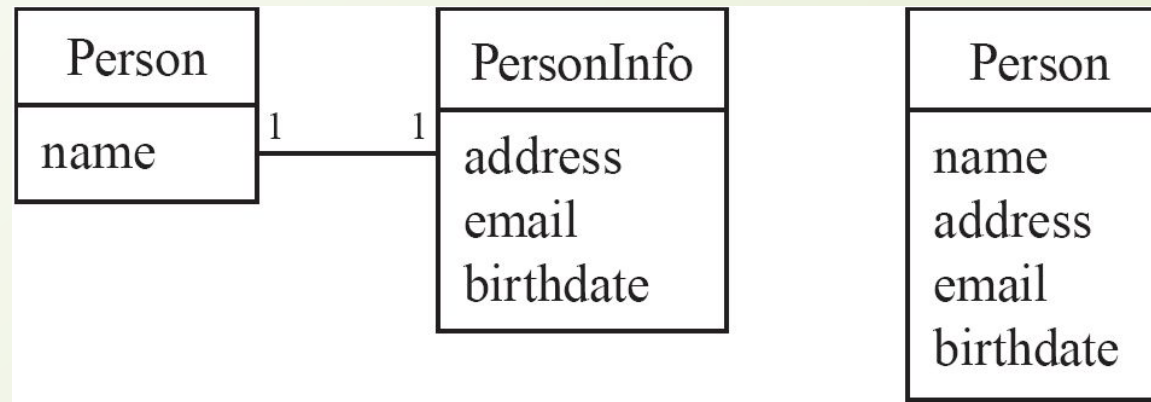 Person
name
1
1
PersonInfo
address
email
birthdate
Person
name
address
email
birthdate